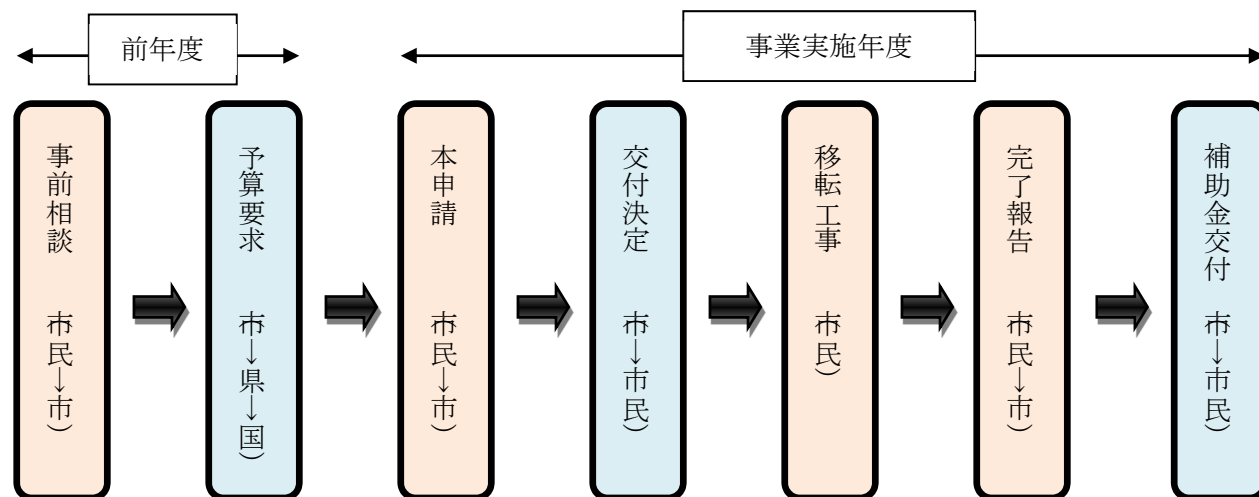 前年度
事業実施年度
事前相談 (市民→市)
予算要求 (市→県→国)
本申請 (市民→市)
交付決定 (市→市民)
移転工事 (市民)
完了報告 (市民→市)
補助金交付 (市→市民)